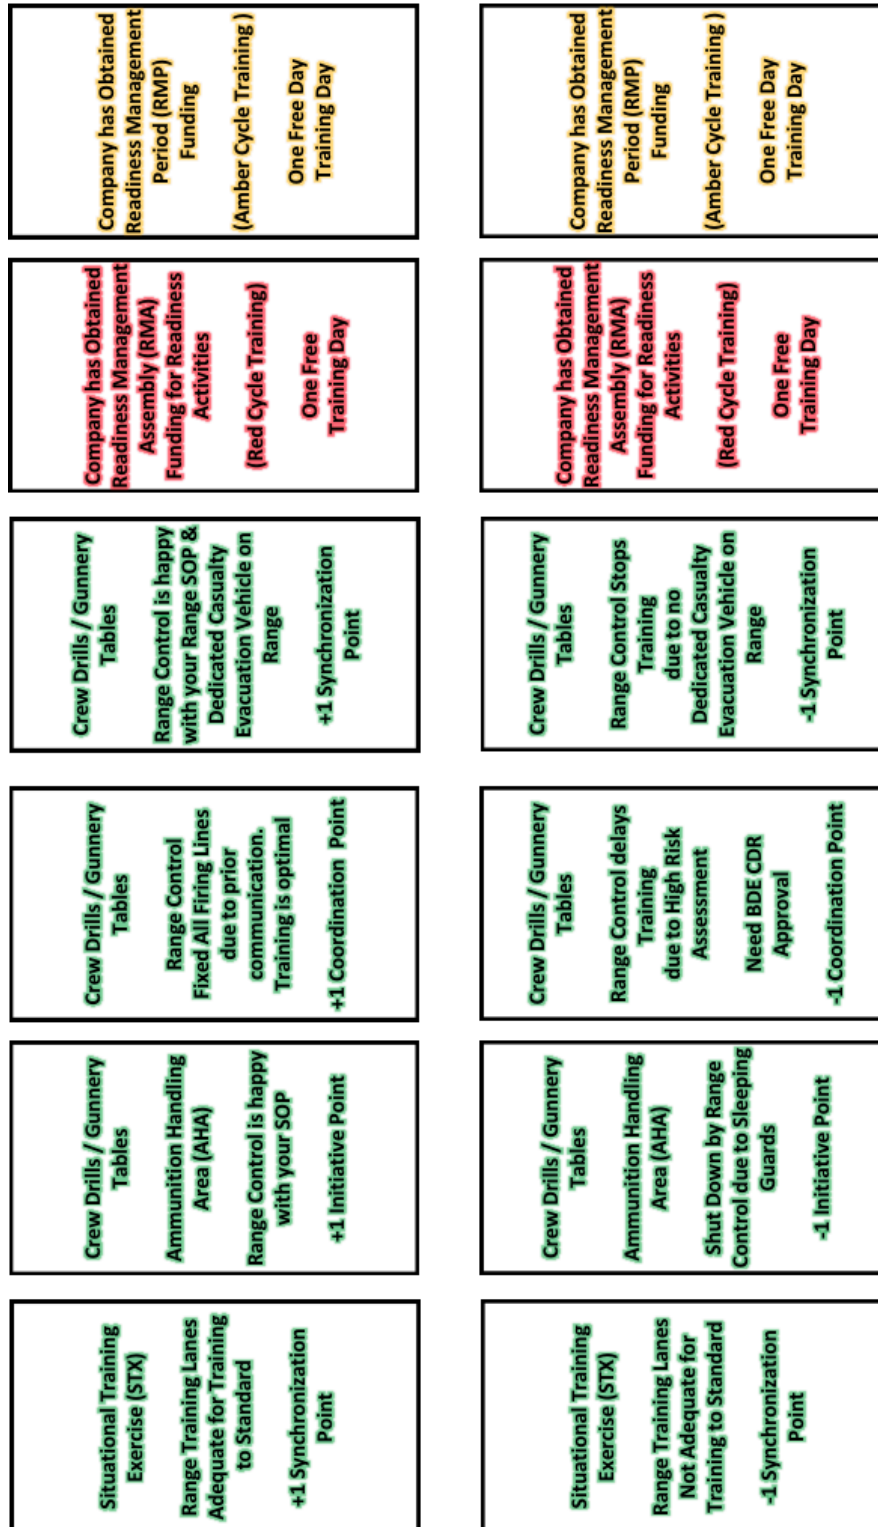 Situational Training
Exercise (STX)
Range Training Lanes
Adequate for Training
to Standard
+1 Synchronization
Point
Crew Drills / Gunnery
Tables
Ammunition Handling
Area (AHA)
Range Control is happy
with your SOP
+1 Initiative Point
Crew Drills / Gunnery
Tables
Range Control
Fixed All Firing Lines
due to prior
communication.
Training is optimal
+1 Coordination Point
Crew Drills / Gunnery
Tables
Range Control is happy
with your Range SOP &
Dedicated Casualty
Evacuation Vehicle on
Range
+1 Synchronization
Point
Company has Obtained
Readiness Management
Assembly (RMA)
Funding for Readiness
Activities
(Red Cycle Training)
One Free
Training Day
Company has Obtained
Readiness Management
Period (RMP)
Funding
(Amber Cycle Training )
One Free Day
Training Day
Situational Training
Exercise (STX)
Range Training Lanes
Not Adequate for
Training to Standard
-1 Synchronization
Point
Crew Drills / Gunnery
Tables
Ammunition Handling
Area (AHA)
Shut Down by Range
Control due to Sleeping
Guards
-1 Initiative Point
Crew Drills / Gunnery
Tables
Range Control delays
Training
due to High Risk
Assessment
Need BDE CDR
Approval
-1 Coordination Point
Crew Drills / Gunnery
Tables
Range Control Stops
Training
due to no
Dedicated Casualty
Evacuation Vehicle on
Range
-1 Synchronization
Point
Company has Obtained
Readiness Management
Assembly (RMA)
Funding for Readiness
Activities
(Red Cycle Training)
One Free
Training Day
Company has Obtained
Readiness Management
Period (RMP)
Funding
(Amber Cycle Training )
One Free Day
Training Day